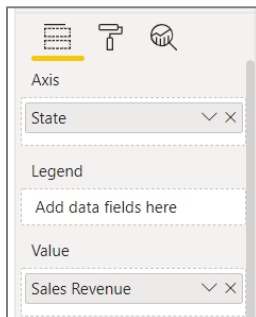 Axis
State
Legend
Add data fields here
Value
Sales Revenue